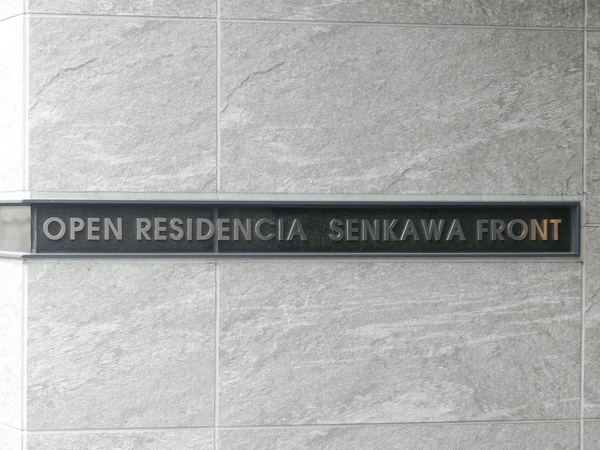 OPEN RESIDENCIA SENKAWA FRONT